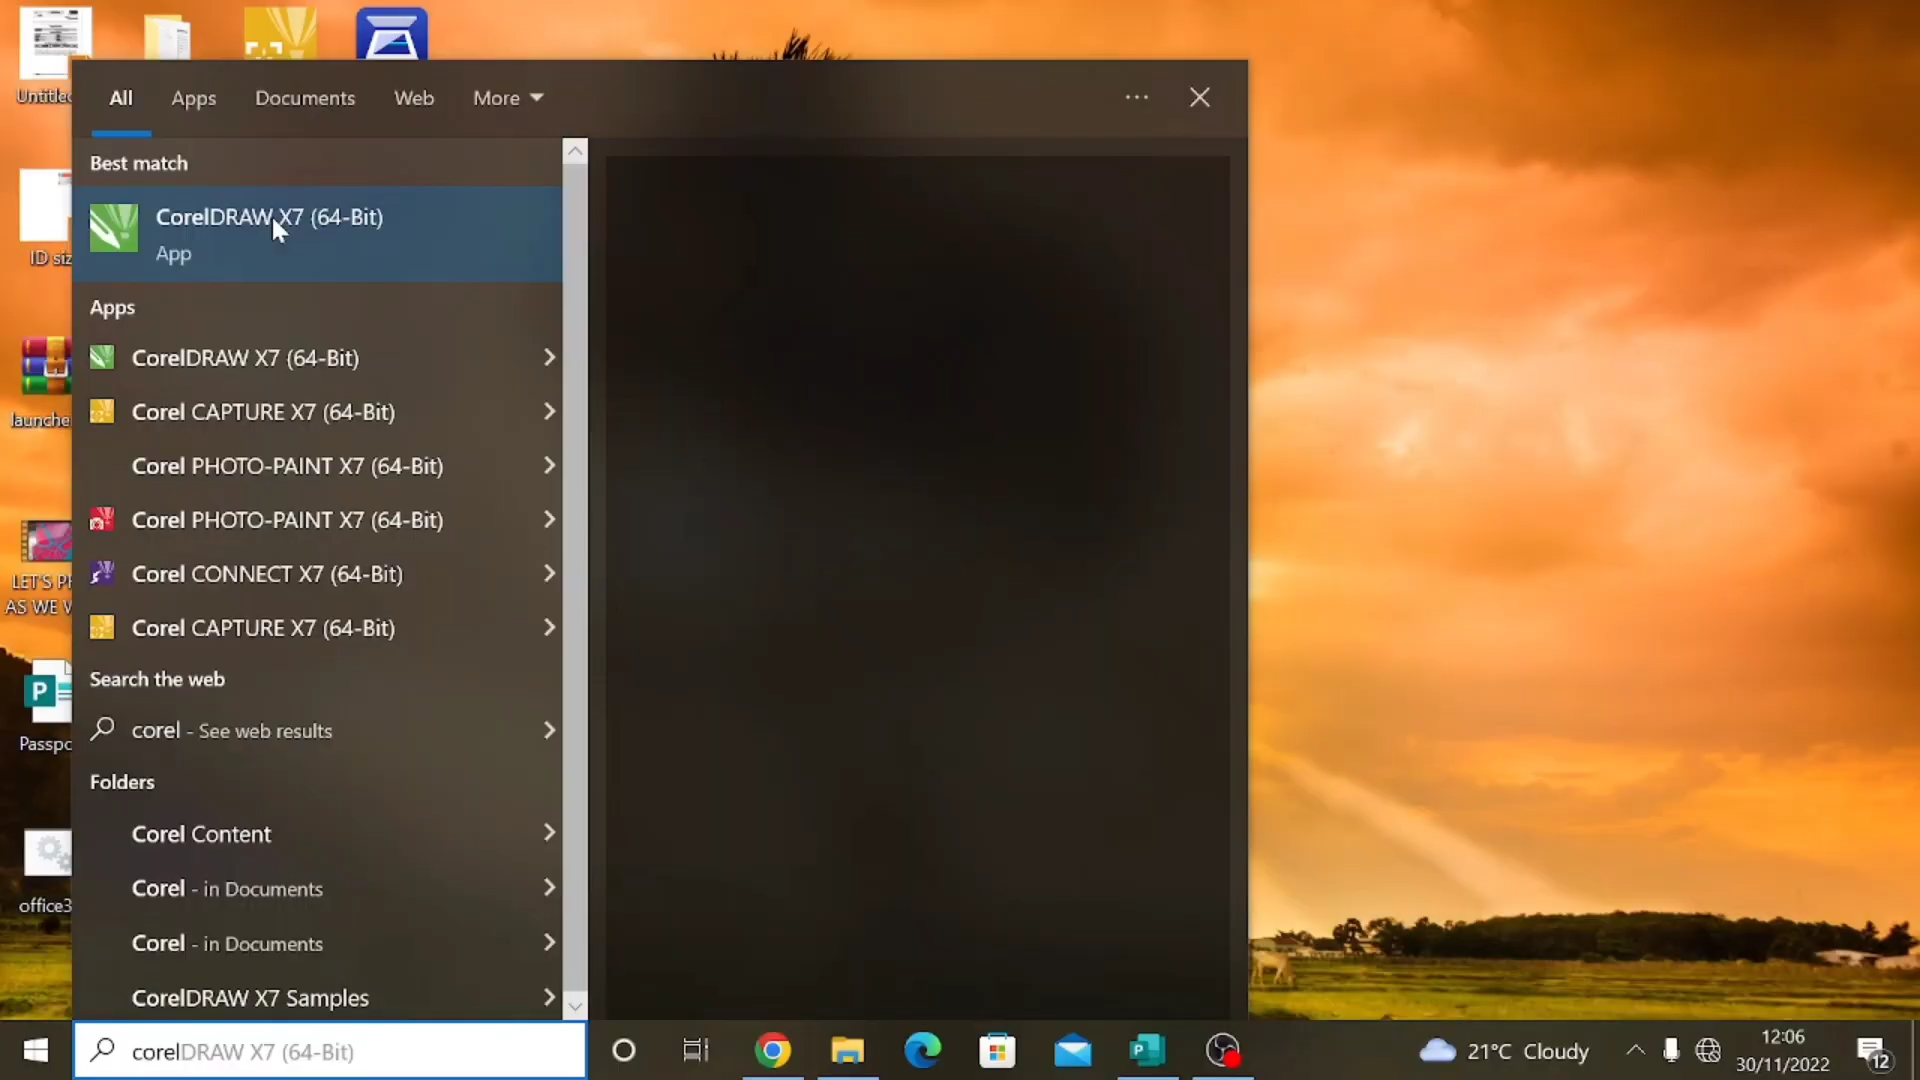 Untitled
ID siz
launche
LET'S P
AS WE V
Passpo
office3
All Apps Documents Web More
Best match
CorelDRAW X7 (64-Bit)
App
Apps
CorelDRAW X7 (64-Bit)
Corel CAPTURE X7 (64-Bit)
Corel PHOTO-PAINT X7 (64-Bit)
Corel PHOTO-PAINT X7 (64-Bit)
Corel CONNECT X7 (64-Bit)
Corel CAPTURE X7 (64-Bit)
Search the web
corel - See web results
Folders
Corel Content
Corel - in Documents
Corel - in Documents
CorelDRAW X7 Samples
corelDRAW X7 (64-Bit)
21°C Cloudy
12:06
30/11/2022
12